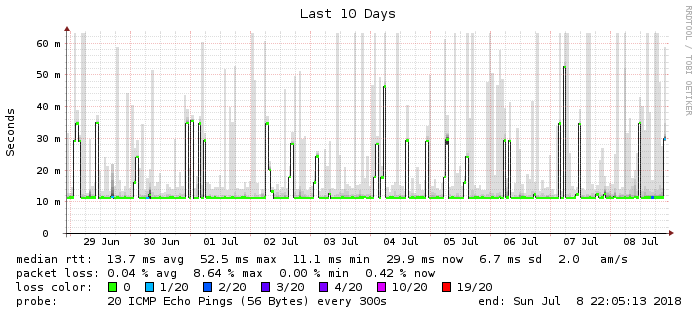 Last 10 Days
RRDTOOL / TOBI OETIKER
Seconds
60 m
50 m
40 m
30 m
20 m
10 m
0
29 Jun 30 Jun 01 Jul 02 Jul 03 Jul 04 Jul 05 Jul 06 Jul 07 Jul 08 Jul
median rtt: 13.7 ms avg 52.5 ms max 11.1 ms min 29.9 ms now 6.7 ms sd 2.0 am/s
packet loss: 0.04 % avg 8.64 % max 0.00 % min 0.42 % now
loss color: 0 1/20 2/20 3/20 4/20 10/20 19/20
probe: 20 ICMP Echo Pings (56 Bytes) every 300s end: Sun Jul 8 22:05:13 2018